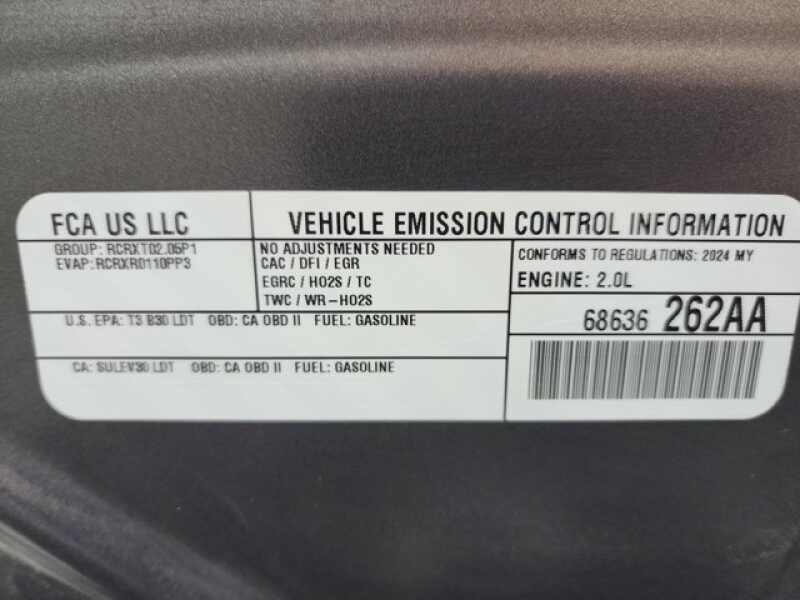 FCA US LLC
VEHICLE EMISSION CONTROL INFORMATION
GROUP: RCRXT02.05P1
EVAP: RCRXR0110PP3
NO ADJUSTMENTS NEEDED
CAC / DFI / EGR
EGRC / HO2S / TC
TWC / WR-HO2S
CONFORMS TO REGULATIONS: 2024 MY
ENGINE: 2.0L
U.S. EPA: T3 B30 LDT OBD: CA OBD II FUEL: GASOLINE
68636 262AA
CA: SULEV30 LDT OBD: CA OBD II FUEL: GASOLINE